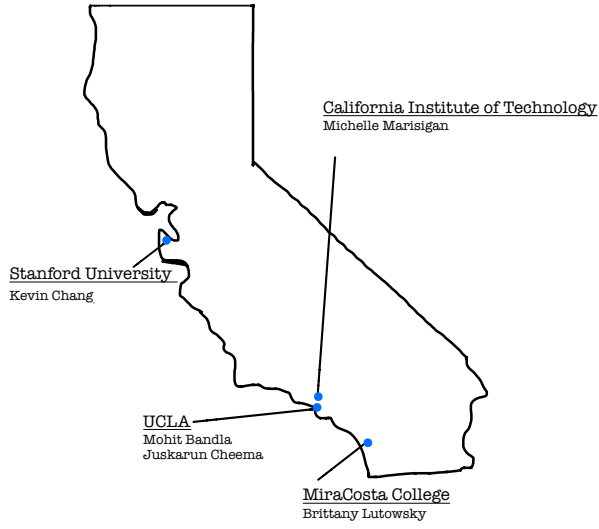 California Institute of Technology
Michelle Marisigan
Stanford University
Kevin Chang
UCLA
Mohit Bandla
Juskarun Cheema
MiraCosta College
Brittany Lutowsky